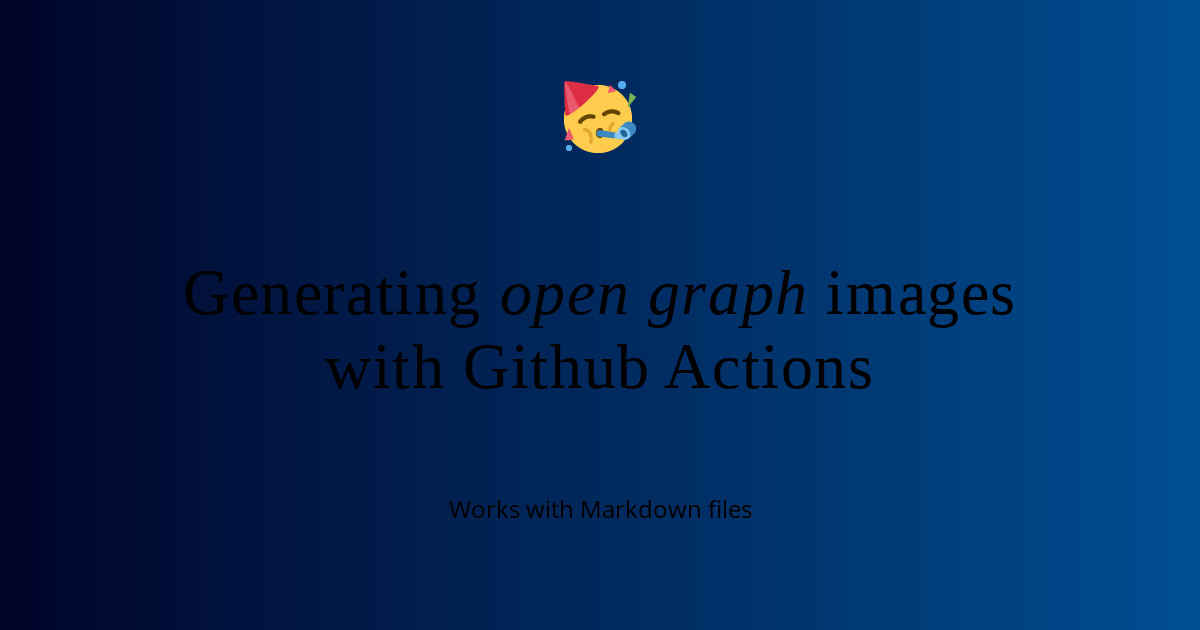 Generating open graph images
with Github Actions
Works with Markdown files